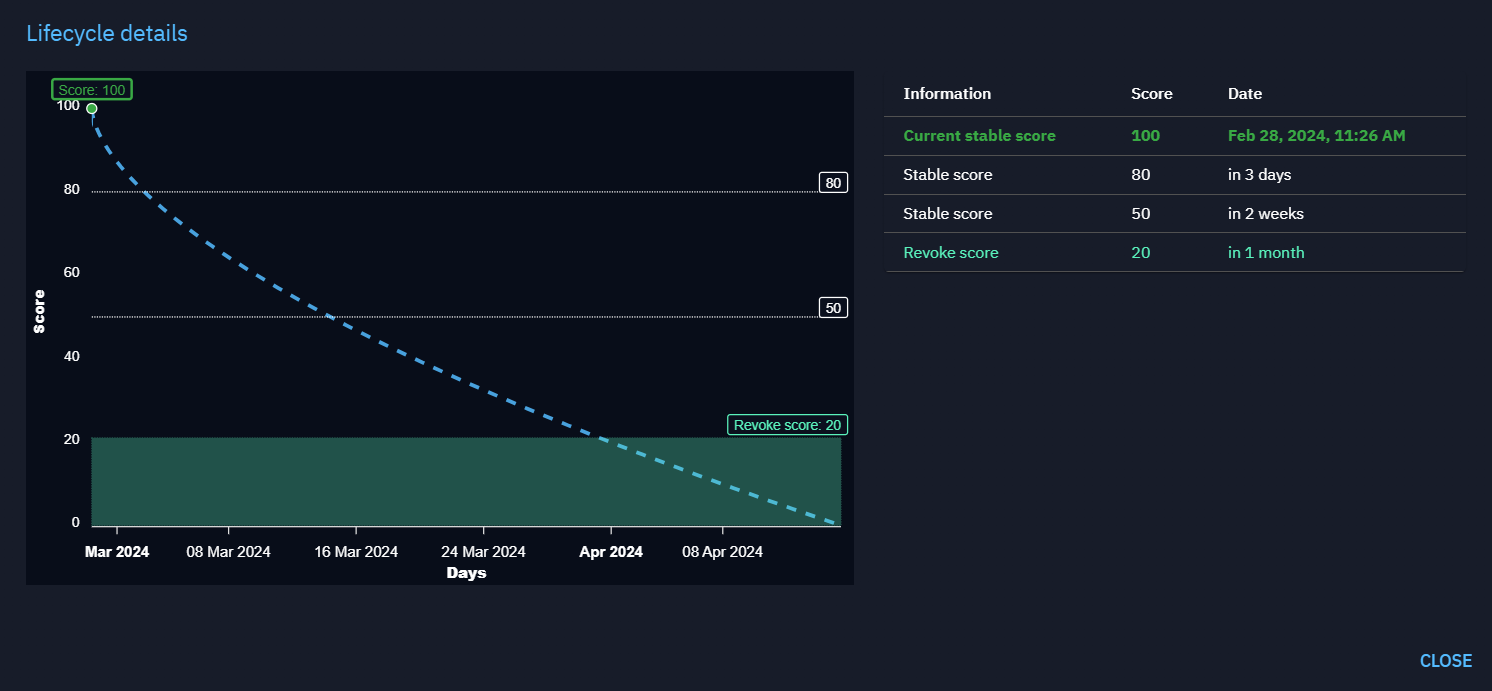 Lifecycle details
Score: 100
100
80
80
60
50
40
Revoke score: 20
20
0
Score
Mar 2024 08 Mar 2024 16 Mar 2024 24 Mar 2024 Apr 2024 08 Apr 2024
Days
Information Score Date
Current stable score 100 Feb 28, 2024, 11:26 AM
Stable score 80 in 3 days
Stable score 50 in 2 weeks
Revoke score 20 in 1 month
CLOSE